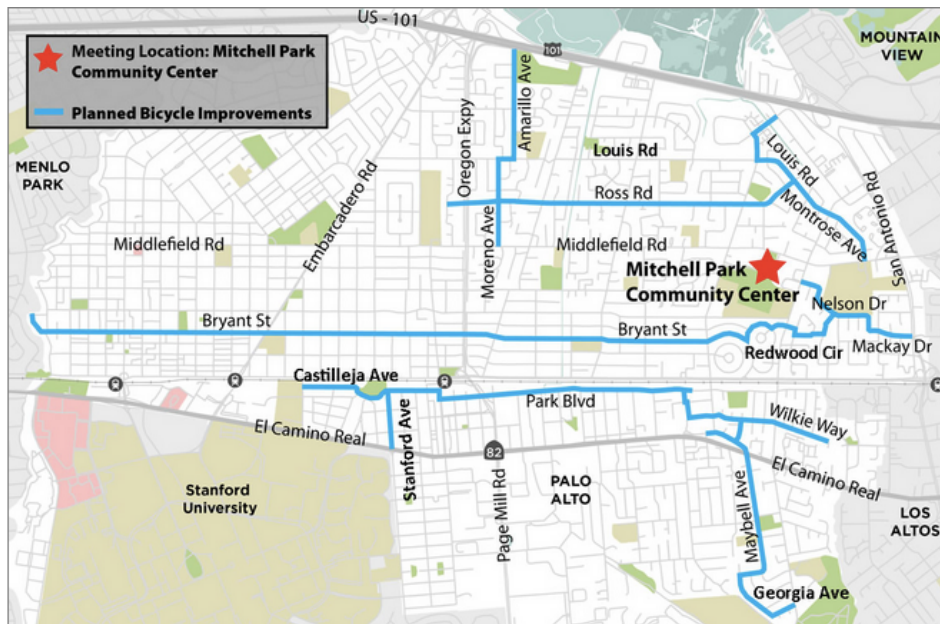 US - 101
Meeting Location: Mitchell Park
Community Center
Planned Bicycle Improvements
101
MOUNTAIN
VIEW
Amarillo Ave
Oregon Expy
Embarcadero Rd
MENLO
PARK
Louis Rd
Louis Rd
Ross Rd
Montrose Ave
San Antonio Rd
Moreno Ave
Middlefield Rd
Middlefield Rd
Mitchell Park
Community Center
Nelson Dr
Bryant St
Bryant St
Redwood Cir
Mackay Dr
Castilleja Ave
Park Blvd
Wilkie Way
El Camino Real
Stanford Ave
82
El Camino Real
Stanford
University
Page Mill Rd
PALO
ALTO
Maybell Ave
LOS
ALTOS
Georgia Ave